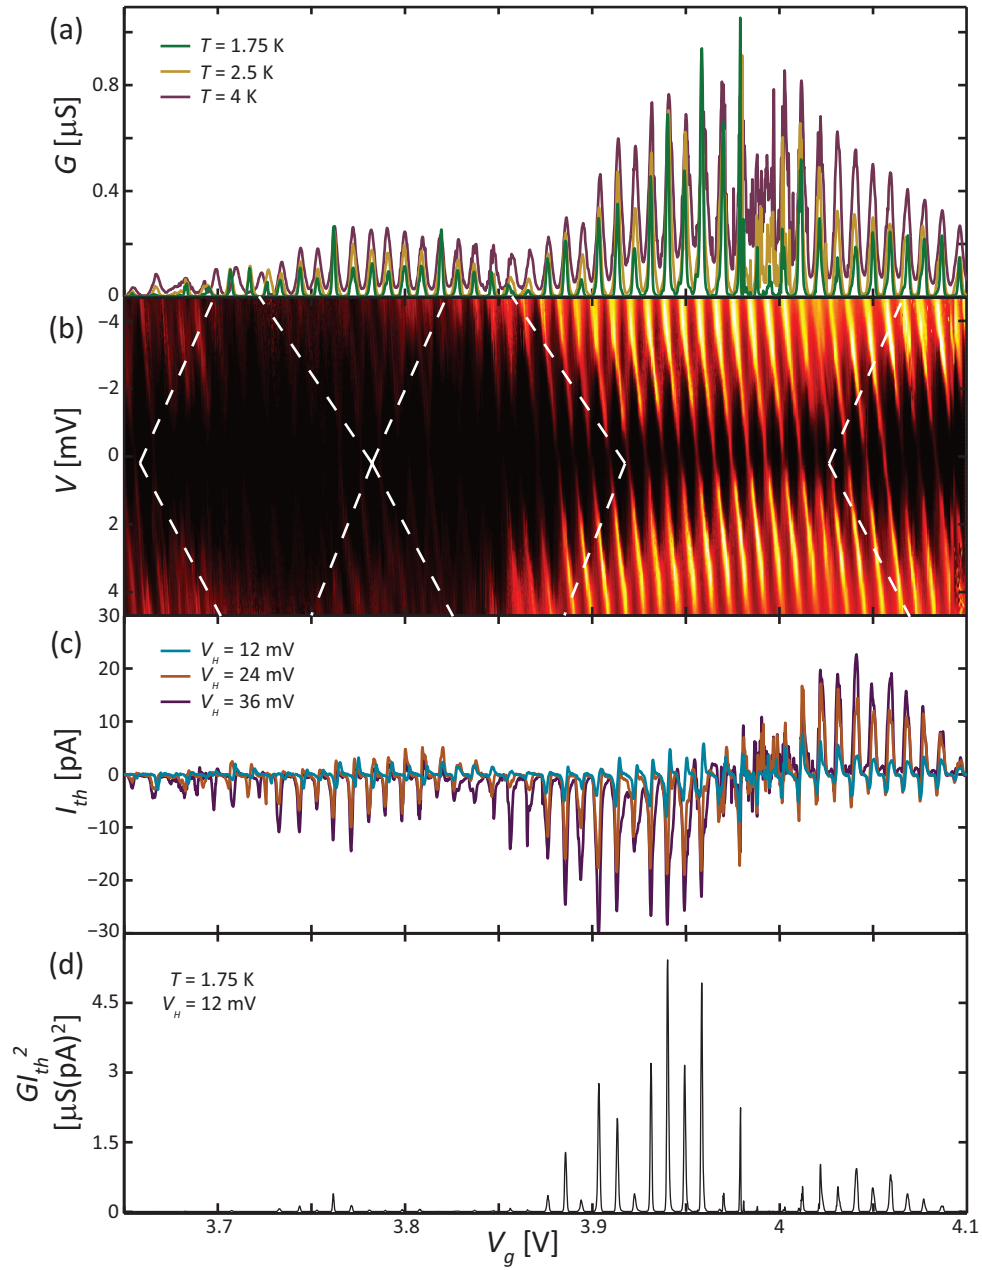 (a)
T = 1.75 K
T = 2.5 K
T = 4 K
G [μS]
0.8
0.4
0
(b)
V [mV]
−4
−2
0
2
4
(c)
V_H = 12 mV
V_H = 24 mV
V_H = 36 mV
I_th [pA]
30
20
10
0
−10
−20
−30
(d)
T = 1.75 K
V_H = 12 mV
GI_th^2
[μS(pA)^2]
4.5
3
1.5
0
3.7 3.8 3.9 4 4.1
V_g [V]